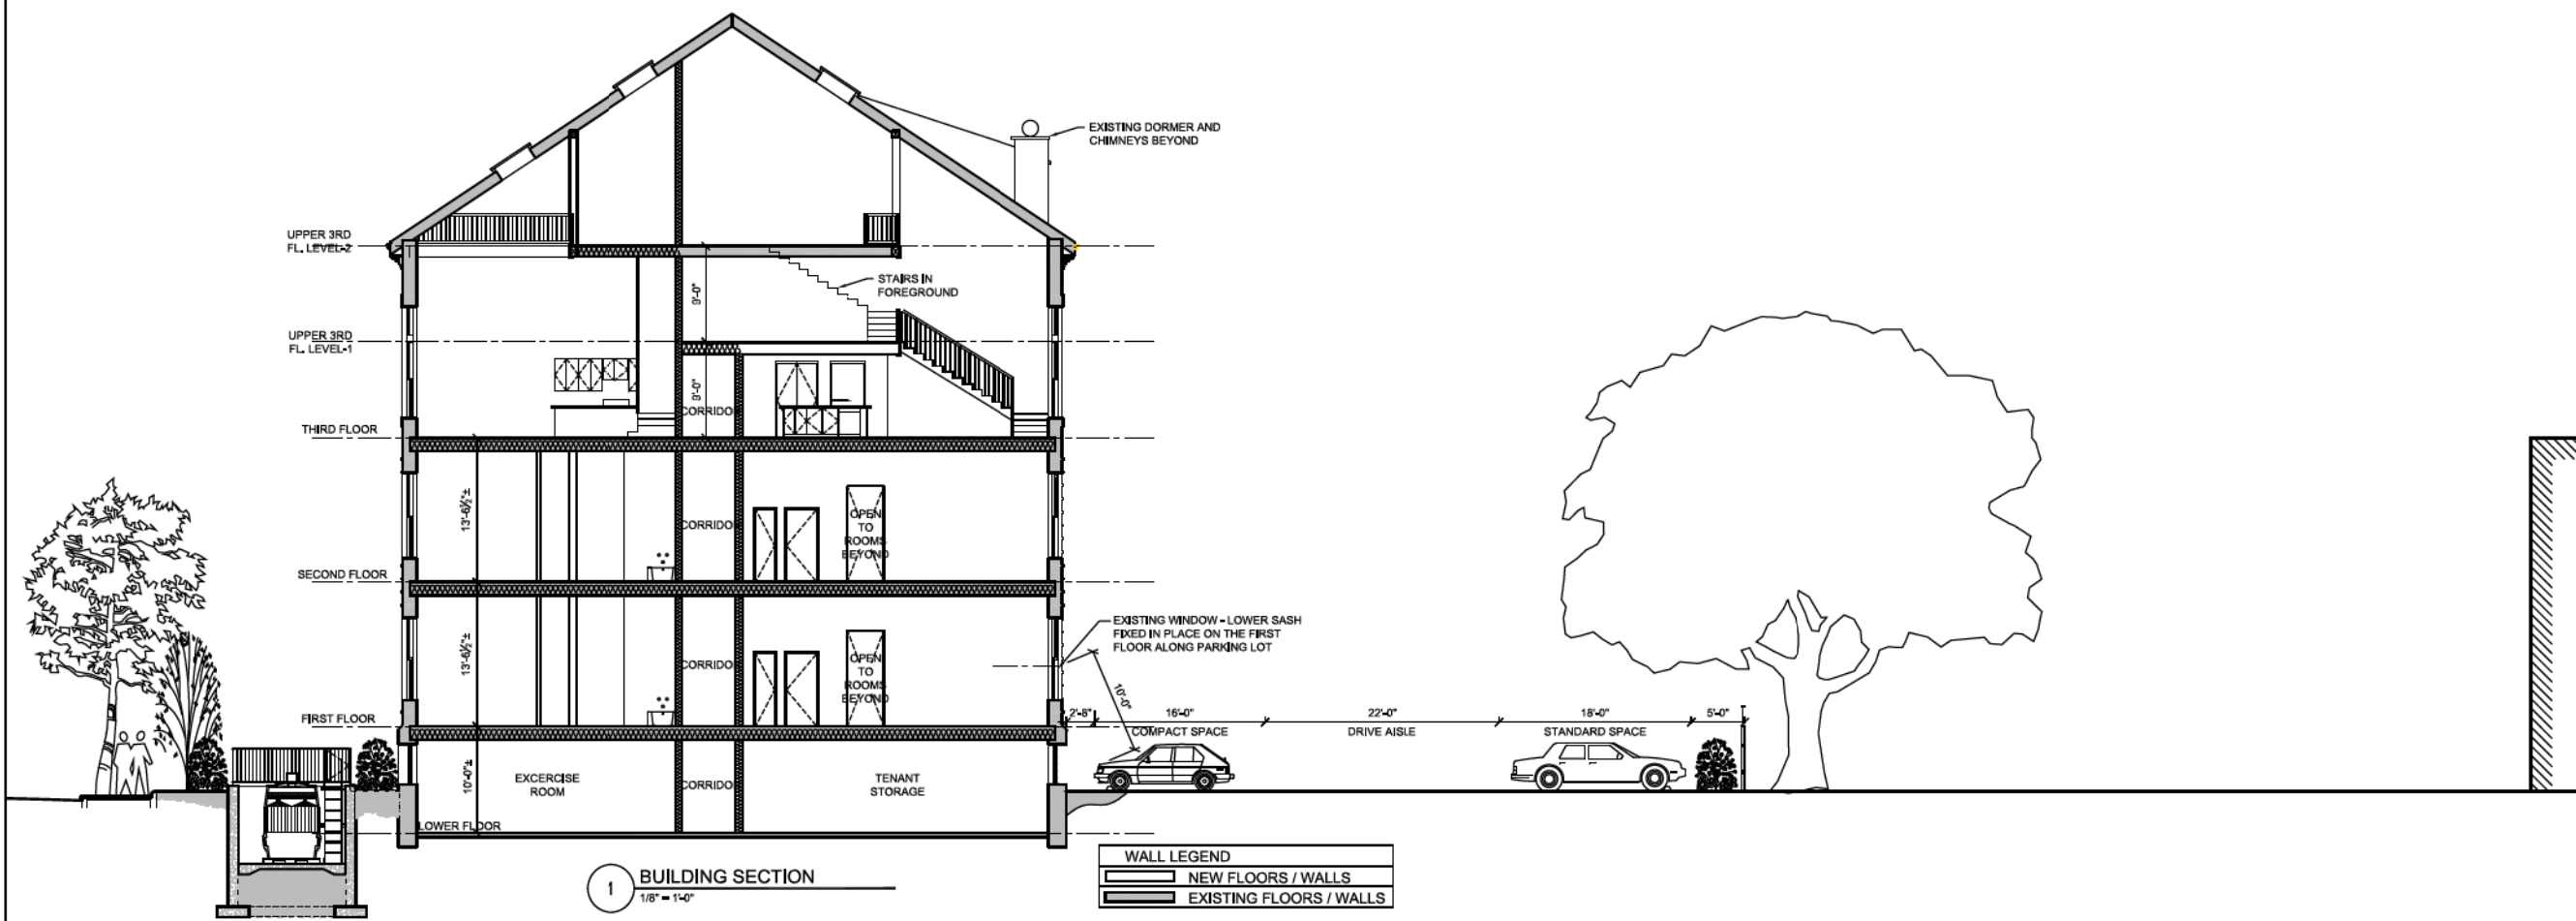 EXISTING DORMER AND
CHIMNEYS BEYOND
UPPER 3RD
FL. LEVEL-2
STAIRS IN
FOREGROUND
9'-0"
UPPER 3RD
FL. LEVEL-1
9'-0"
CORRIDO
THIRD FLOOR
13'-6½"±
CORRIDO
OPEN
TO
ROOMS
BEYOND
SECOND FLOOR
EXISTING WINDOW - LOWER SASH
FIXED IN PLACE ON THE FIRST
FLOOR ALONG PARKING LOT
13'-6½"±
CORRIDO
OPEN
TO
ROOMS
BEYOND
10'-0"
FIRST FLOOR
2'-8"
16'-0"
22'-0"
18'-0"
5'-0"
COMPACT SPACE
DRIVE AISLE
STANDARD SPACE
10'-0"±
EXCERCISE
ROOM
CORRIDO
TENANT
STORAGE
LOWER FLOOR
1
BUILDING SECTION
1/8" = 1'-0"
WALL LEGEND
NEW FLOORS / WALLS
EXISTING FLOORS / WALLS